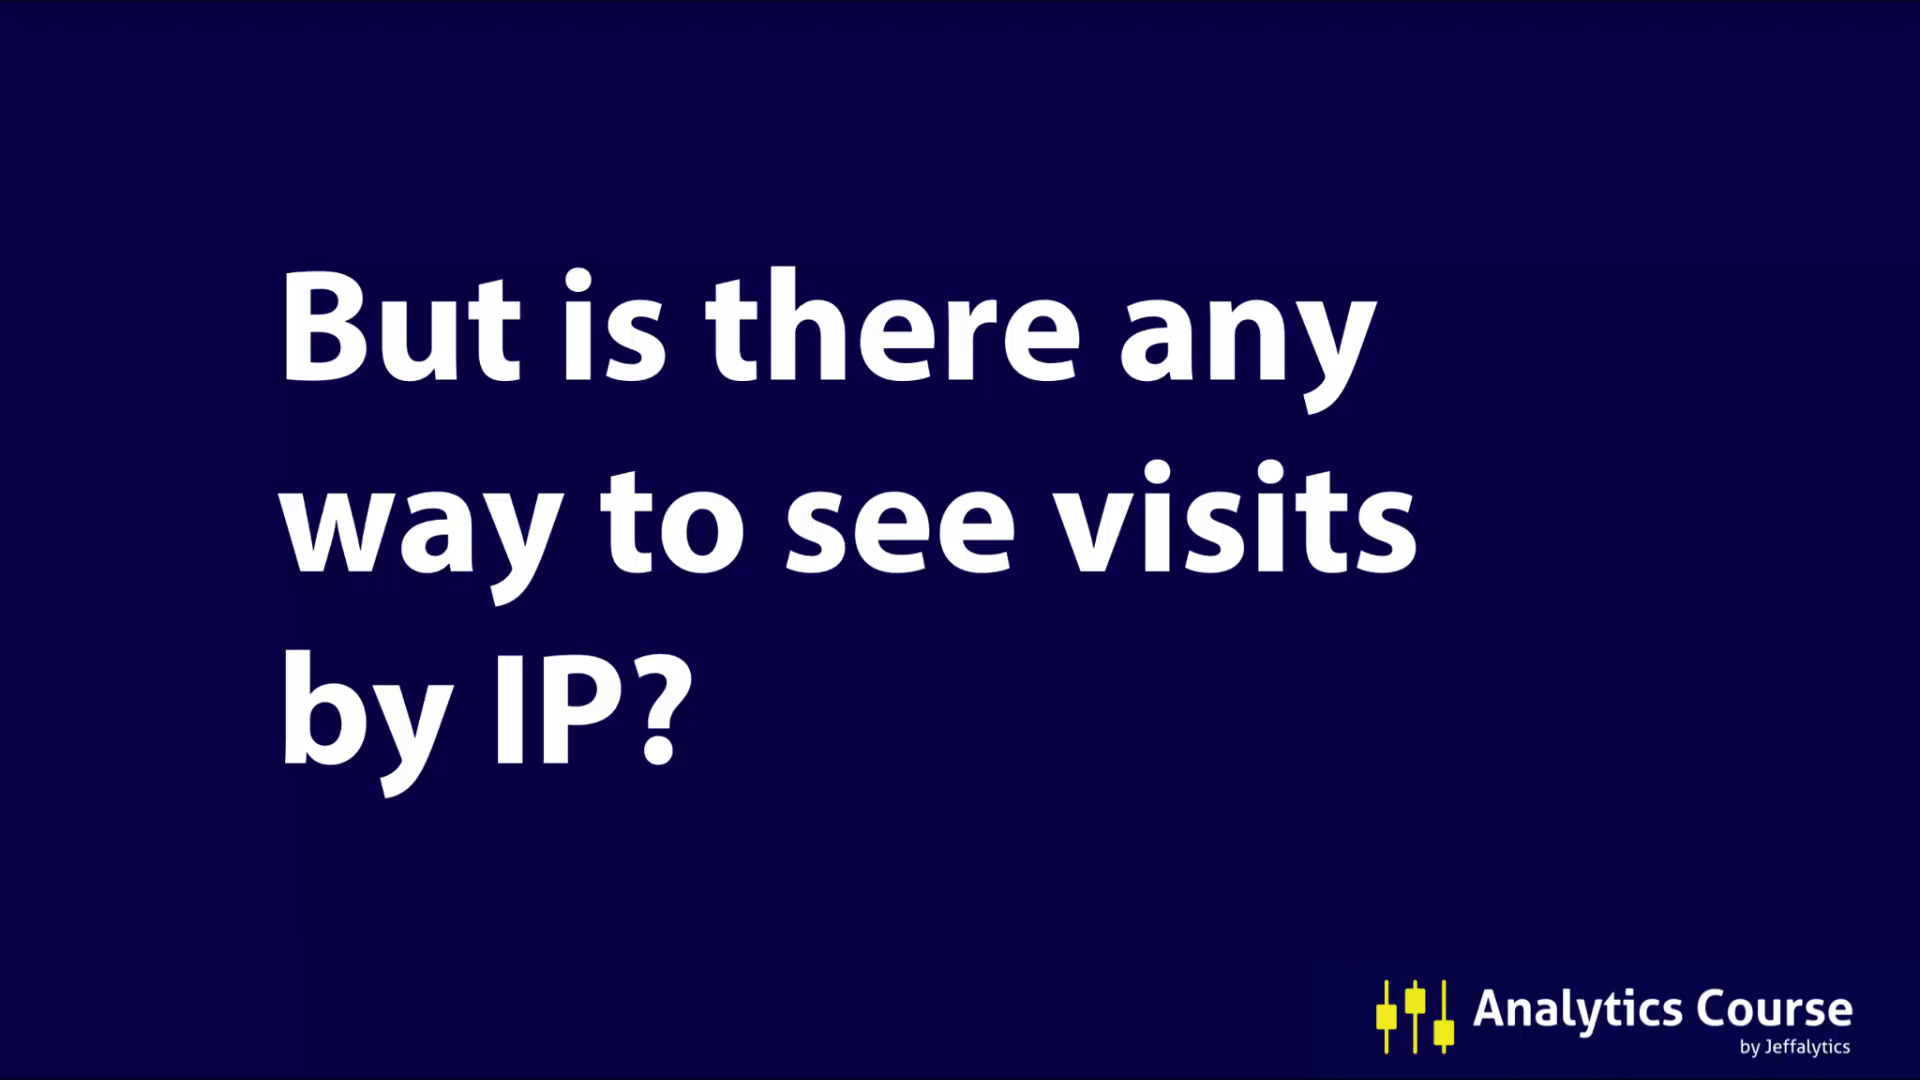 But is there any
way to see visits
by IP?
Analytics Course
by Jeffalytics